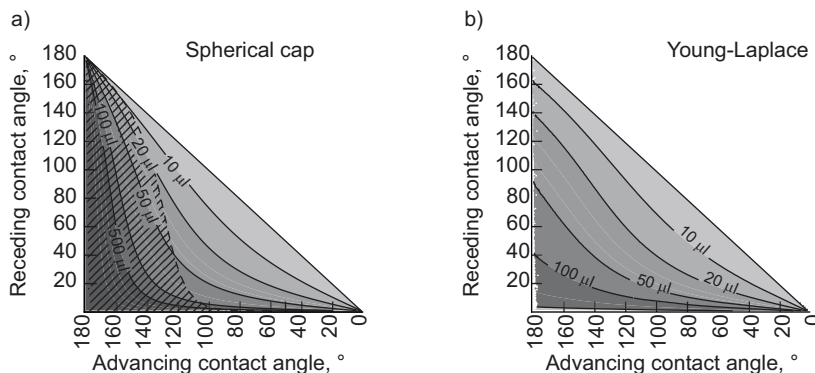 a)
Spherical cap
Receding contact angle, °
180
160
140
120
100
80
60
40
20
10 µl
20 µl
50 µl
100 µl
500 µl
180
160
140
120
100
80
60
40
20
0
Advancing contact angle, °
b)
Young-Laplace
Receding contact angle, °
180
160
140
120
100
80
60
40
20
10 µl
20 µl
50 µl
100 µl
180
160
140
120
100
80
60
40
20
0
Advancing contact angle, °